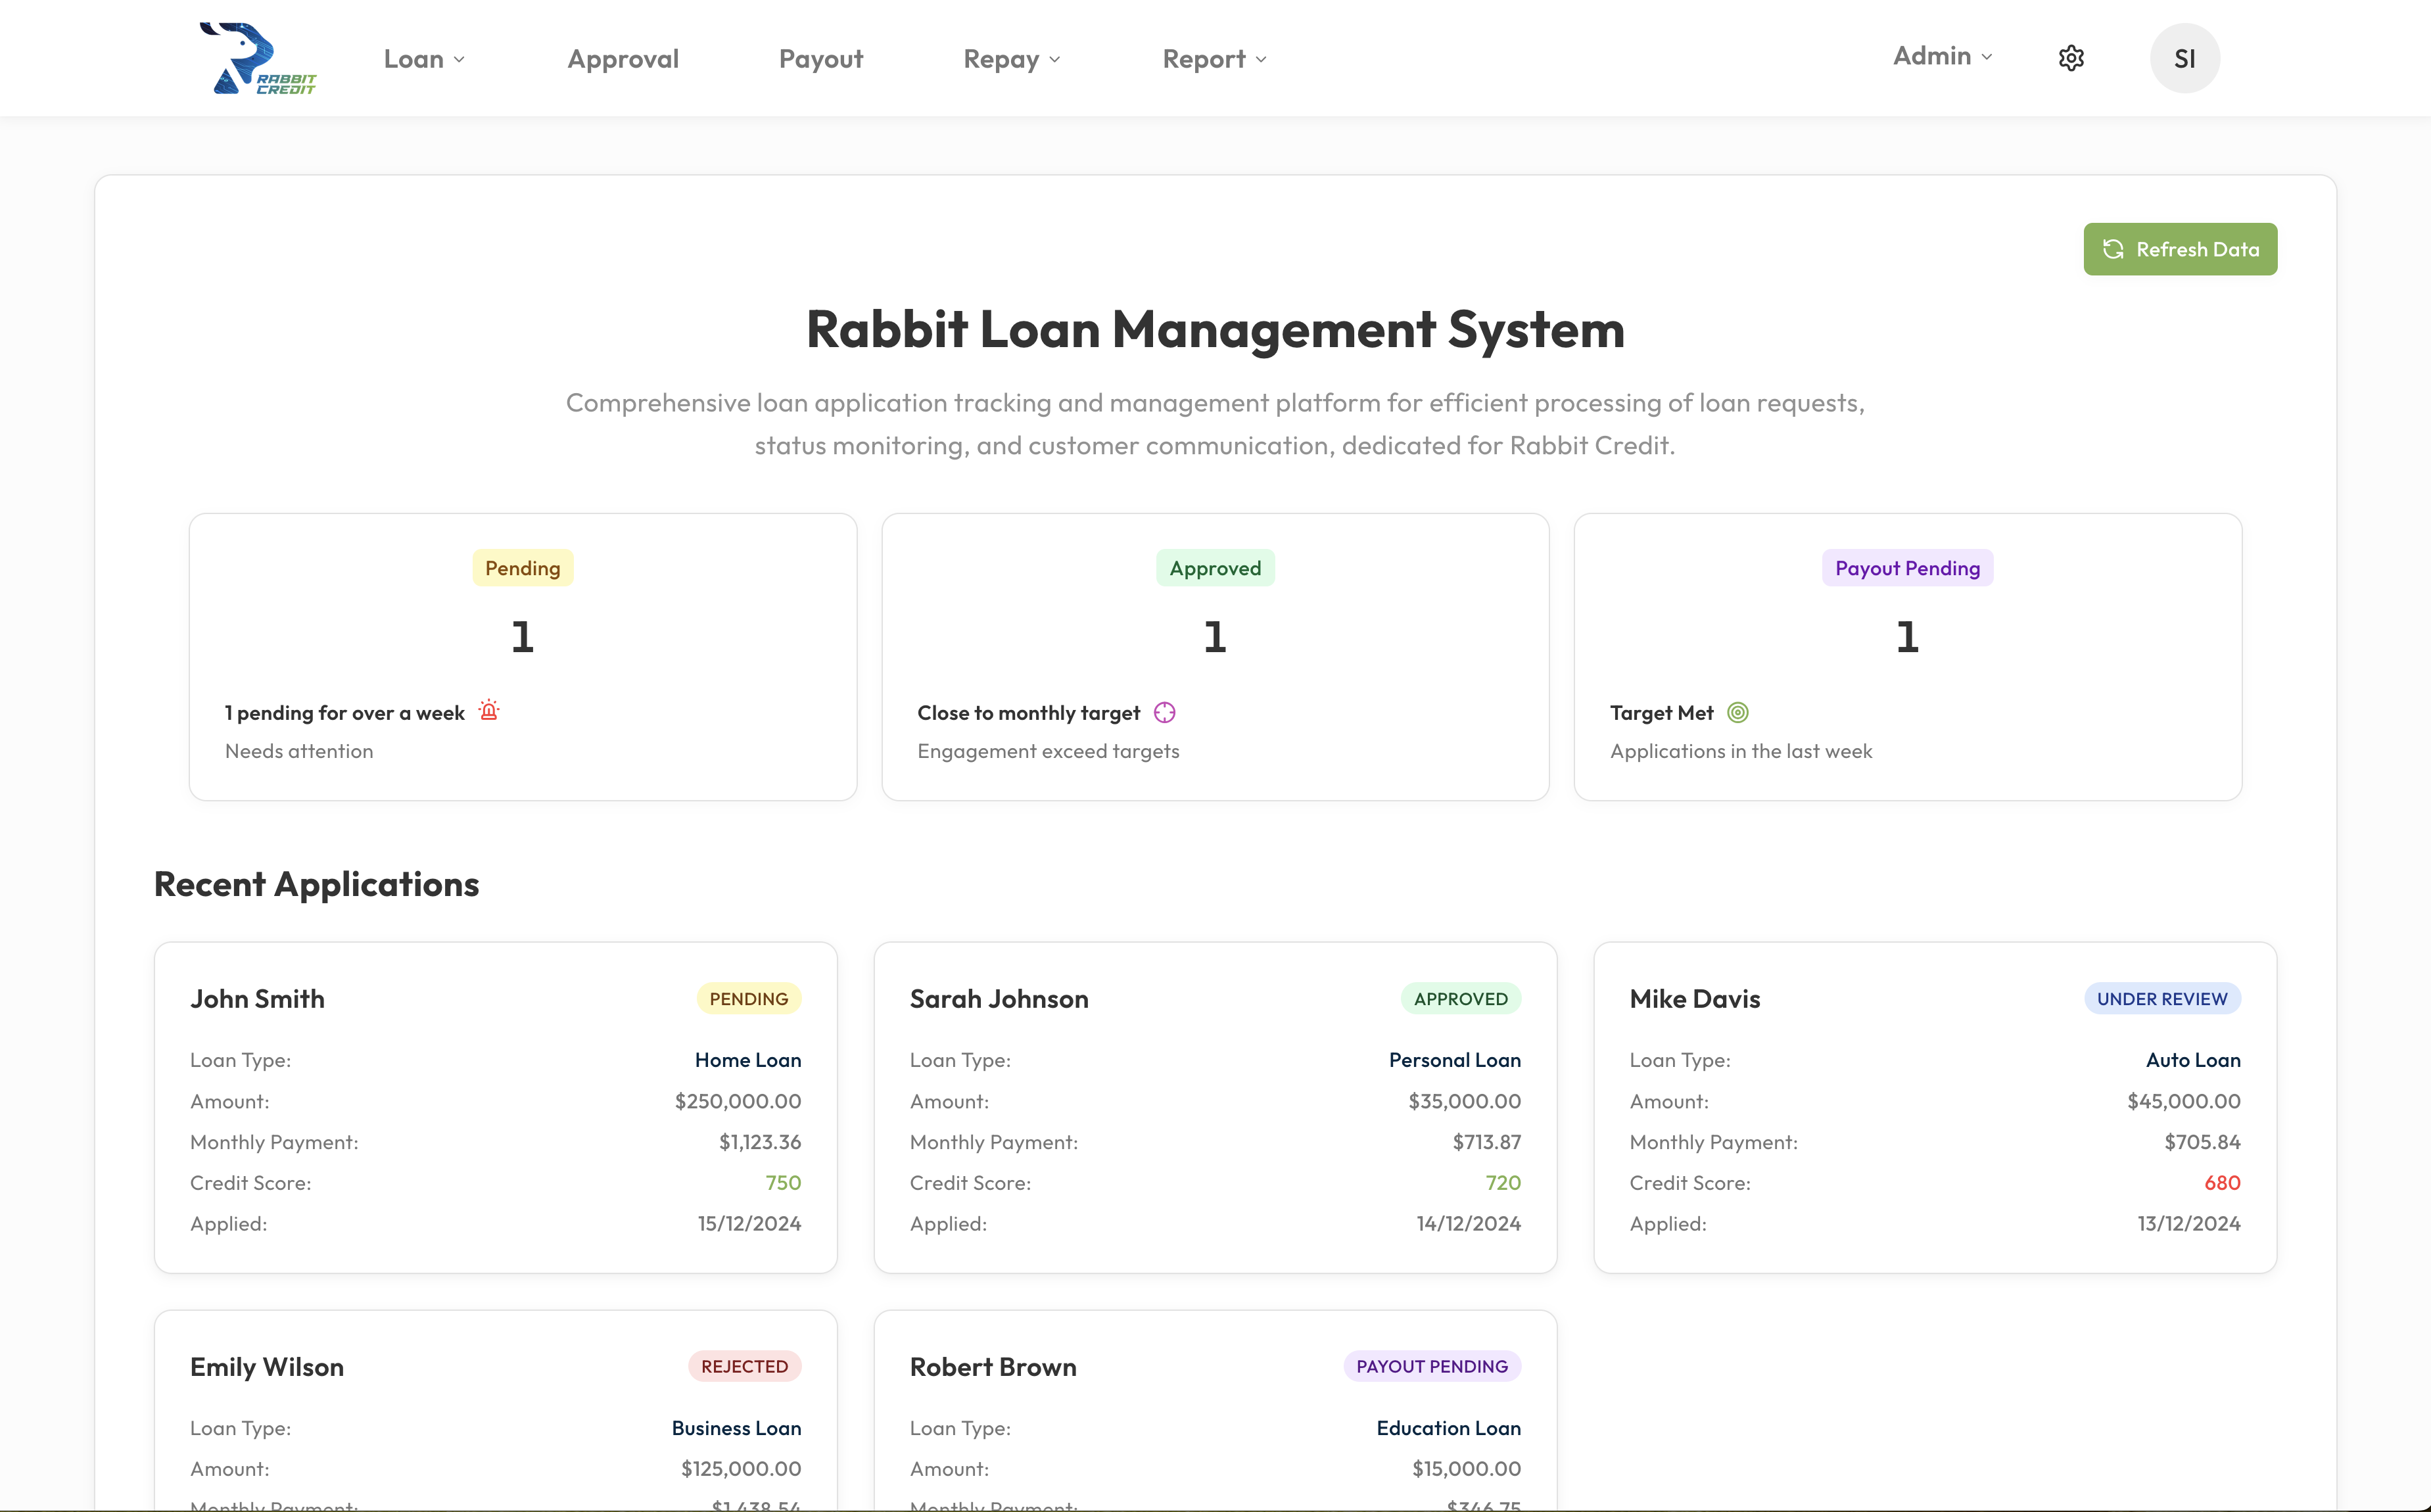 RABBIT
CREDIT
Loan
Approval
Payout
Repay
Report
Admin
SI
Refresh Data
Rabbit Loan Management System
Comprehensive loan application tracking and management platform for efficient processing of loan requests,
status monitoring, and customer communication, dedicated for Rabbit Credit.
Pending
1
1 pending for over a week
Needs attention
Approved
1
Close to monthly target
Engagement exceed targets
Payout Pending
1
Target Met
Applications in the last week
Recent Applications
John Smith PENDING
Loan Type: Home Loan
Amount: $250,000.00
Monthly Payment: $1,123.36
Credit Score: 750
Applied: 15/12/2024
Sarah Johnson APPROVED
Loan Type: Personal Loan
Amount: $35,000.00
Monthly Payment: $713.87
Credit Score: 720
Applied: 14/12/2024
Mike Davis UNDER REVIEW
Loan Type: Auto Loan
Amount: $45,000.00
Monthly Payment: $705.84
Credit Score: 680
Applied: 13/12/2024
Emily Wilson REJECTED
Loan Type: Business Loan
Amount: $125,000.00
Monthly Payment: $1,438.54
Robert Brown PAYOUT PENDING
Loan Type: Education Loan
Amount: $15,000.00
Monthly Payment: $346.75